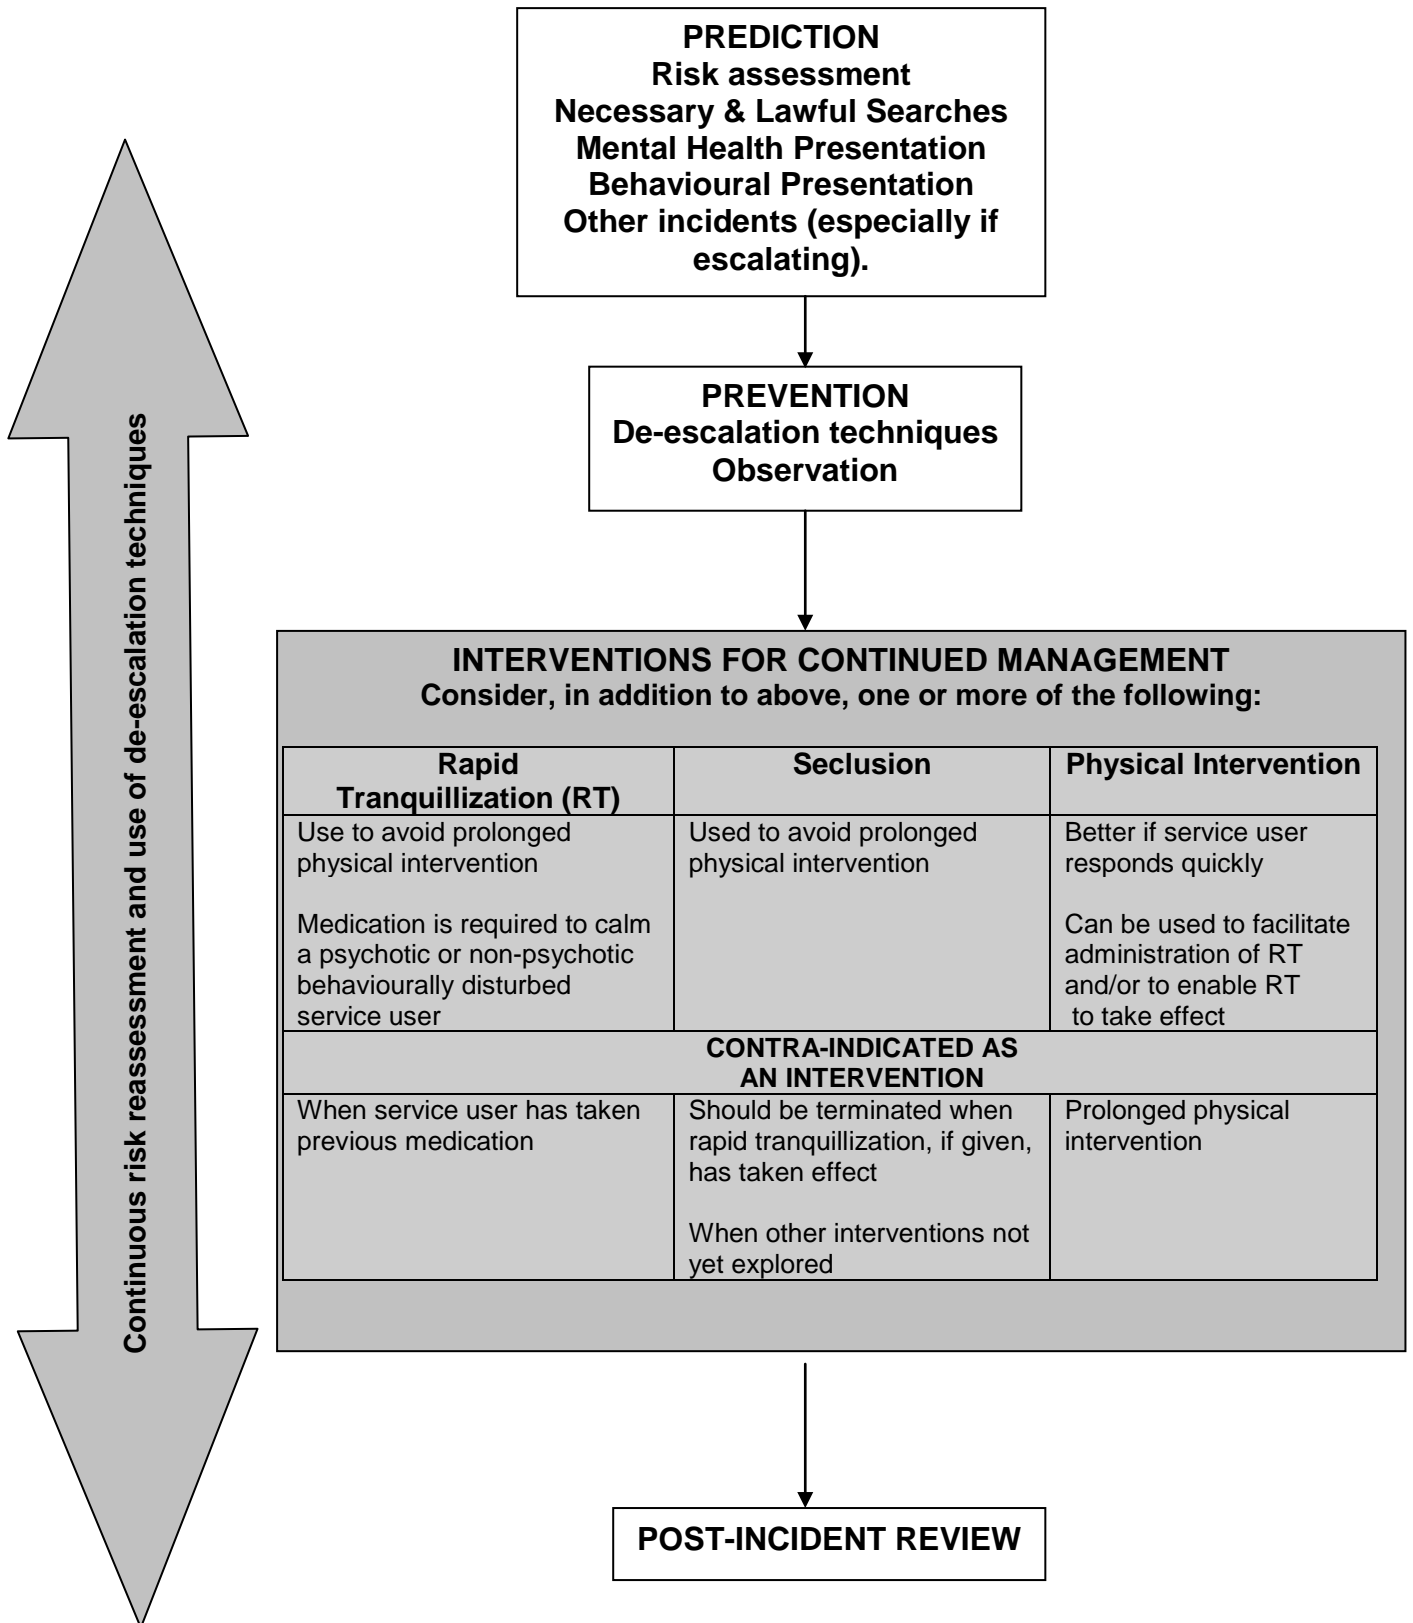 PREDICTION
Risk assessment
Necessary & Lawful Searches
Mental Health Presentation
Behavioural Presentation
Other incidents (especially if
escalating).
Continuous risk reassessment and use of de-escalation techniques
PREVENTION
De-escalation techniques
Observation
INTERVENTIONS FOR CONTINUED MANAGEMENT
Consider, in addition to above, one or more of the following:
Rapid
Tranquillization (RT)
Seclusion
Physical Intervention
Use to avoid prolonged
physical intervention
Medication is required to calm
a psychotic or non-psychotic
behaviourally disturbed
service user
Used to avoid prolonged
physical intervention
Better if service user
responds quickly
Can be used to facilitate
administration of RT
and/or to enable RT
to take effect
CONTRA-INDICATED AS
AN INTERVENTION
When service user has taken
previous medication
Should be terminated when
rapid tranquillization, if given,
has taken effect
When other interventions not
yet explored
Prolonged physical
intervention
POST-INCIDENT REVIEW